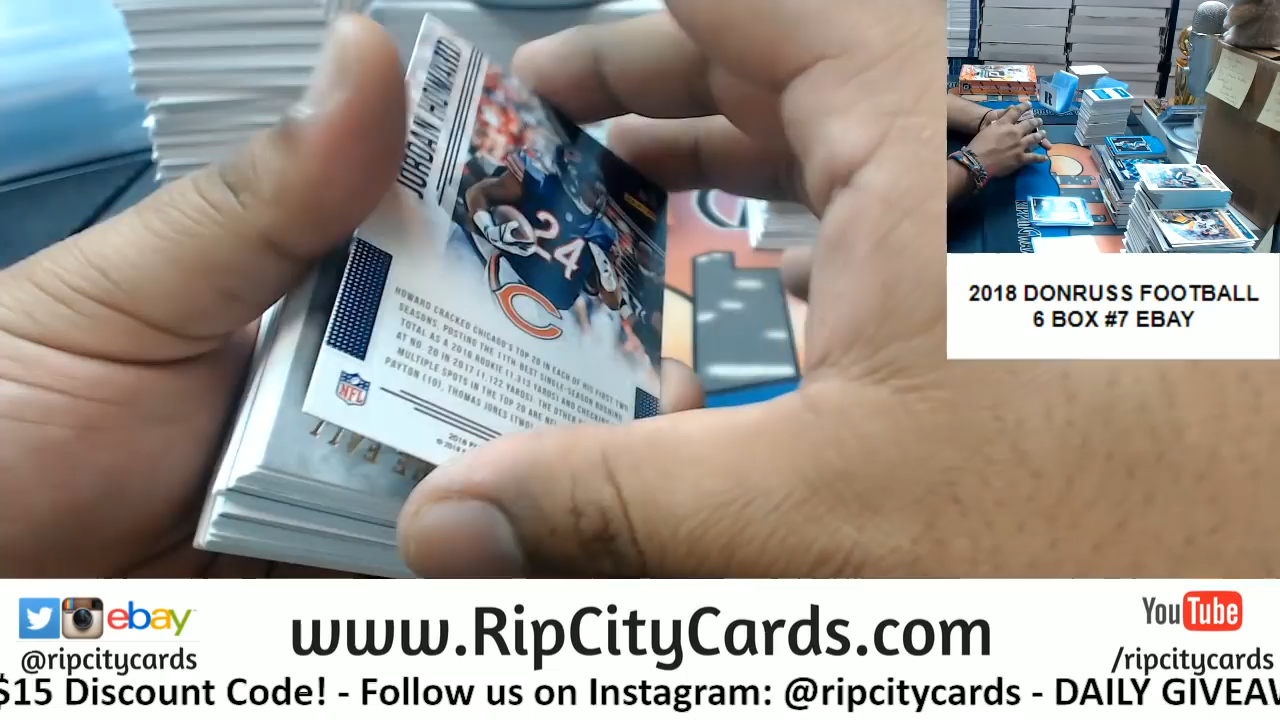 JORDAN HOWARD
24
HOWARD CRACKED CHICAGO'S TOP 20 IN EACH OF HIS FIRST TWO
SEASONS, POSTING THE 11TH-BEST SINGLE-SEASON RUSHING
TOTAL AS A 2016 ROOKIE (1,313 YARDS) AND CHECKING
AT NO. 20 IN 2017 (1,122 YARDS). THE OTHER
MULTIPLE SPOTS IN THE TOP 20 ARE
PAYTON (10), THOMAS JONES (TWO)
NFL
2018
© 2018
2018 DONRUSS FOOTBALL
6 BOX #7 EBAY
ebay
@ripcitycards
www.RipCityCards.com
YouTube
/ripcitycards
$15 Discount Code! - Follow us on Instagram: @ripcitycards - DAILY GIVEAW